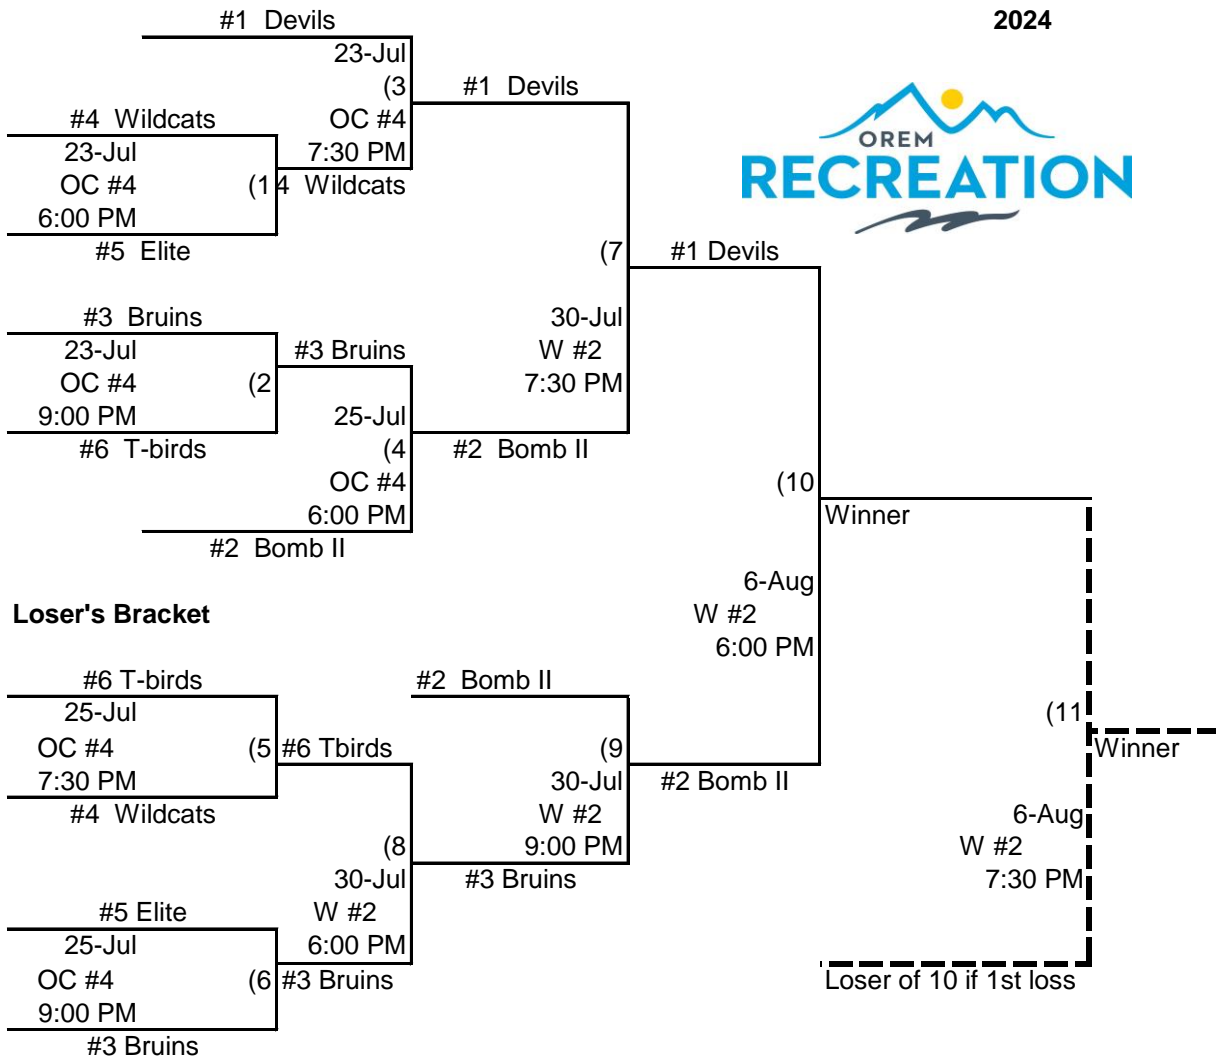 #1  Devils
2024
23-Jul
(3
#1  Devils
#4  Wildcats
OC #4
OREM
RECREATION
23-Jul
7:30 PM
OC #4
(1
4  Wildcats
6:00 PM
#5  Elite
(7
#1 Devils
#3  Bruins
30-Jul
23-Jul
#3 Bruins
W #2
OC #4
(2
7:30 PM
9:00 PM
25-Jul
#6  T-birds
(4
#2  Bomb II
OC #4
(10
6:00 PM
Winner
#2  Bomb II
6-Aug
Loser's Bracket
W #2
6:00 PM
#6 T-birds
#2  Bomb II
25-Jul
(11
OC #4
(5
#6 Tbirds
(9
Winner
7:30 PM
30-Jul
#2 Bomb II
#4  Wildcats
W #2
6-Aug
(8
9:00 PM
W #2
30-Jul
#3 Bruins
7:30 PM
#5 Elite
W #2
25-Jul
6:00 PM
OC #4
(6
#3 Bruins
Loser of 10 if 1st loss
9:00 PM
#3 Bruins